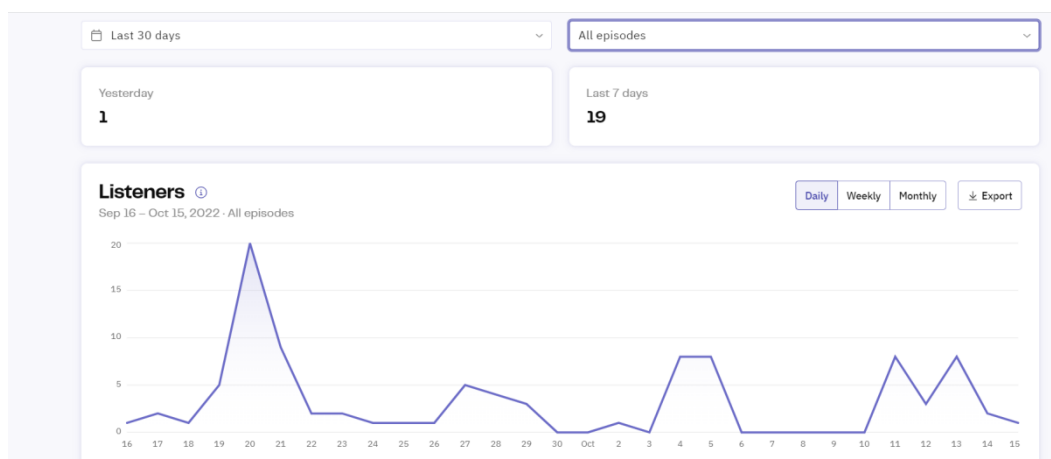 Last 30 days
All episodes
Yesterday
1
Last 7 days
19
Listeners
Daily Weekly Monthly Export
Sep 16 – Oct 15, 2022 · All episodes
20
15
10
5
0
16 17 18 19 20 21 22 23 24 25 26 27 28 29 30 Oct 2 3 4 5 6 7 8 9 10 11 12 13 14 15